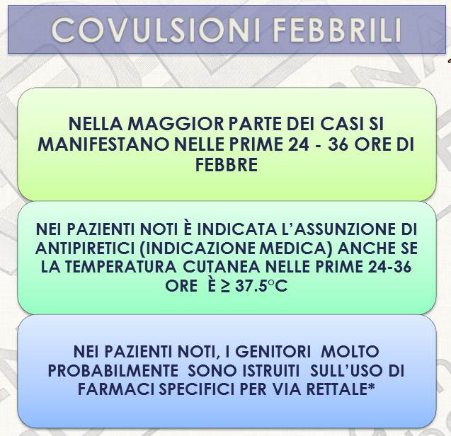 COVULSIONI FEBBRILI
NELLA MAGGIOR PARTE DEI CASI SI
MANIFESTANO NELLE PRIME 24 - 36 ORE DI
FEBBRE
NEI PAZIENTI NOTI È INDICATA L'ASSUNZIONE DI
ANTIPIRETICI (INDICAZIONE MEDICA) ANCHE SE
LA TEMPERATURA CUTANEA NELLE PRIME 24-36
ORE È ≥ 37.5°C
NEI PAZIENTI NOTI, I GENITORI MOLTO
PROBABILMENTE SONO ISTRUITI SULL'USO DI
FARMACI SPECIFICI PER VIA RETTALE*